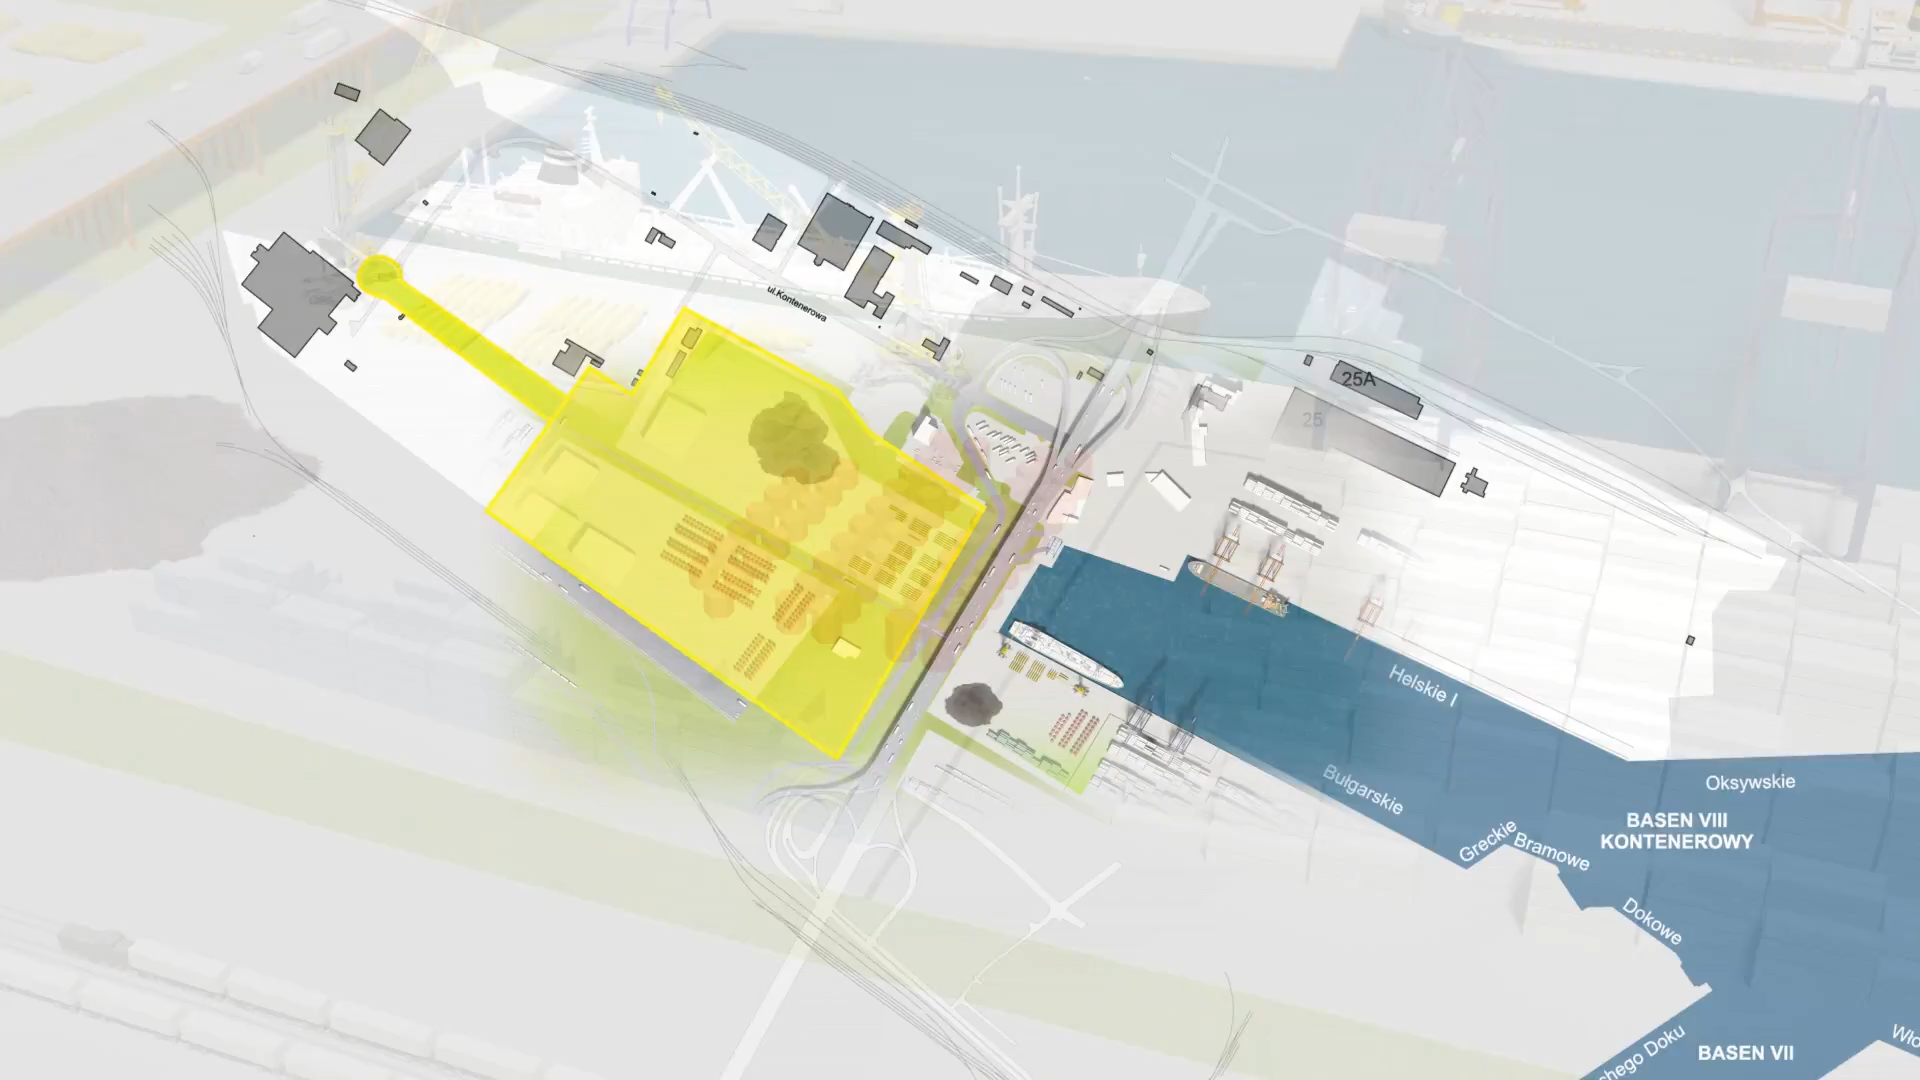 ul.Kontenerowa
25A
25
Helskie I
Bułgarskie
Oksywskie
BASEN VIII
KONTENEROWY
Greckie
Bramowe
Dokowe
BASEN VII